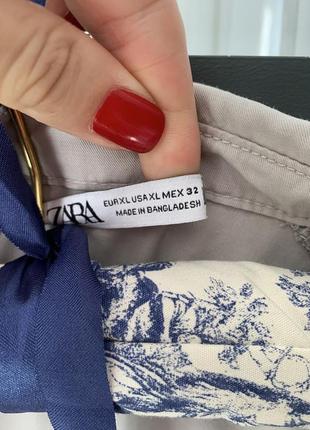 ZARA
EUR XL USA XL MEX 32
MADE IN BANGLADESH